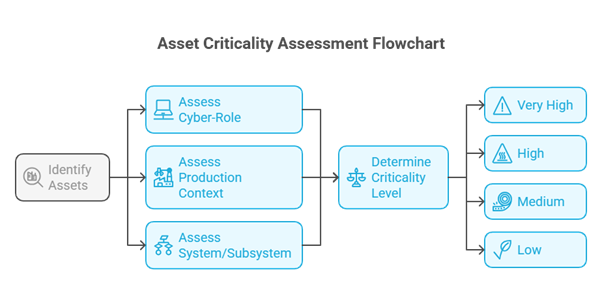 Asset Criticality Assessment Flowchart
Identify
Assets
Assess
Cyber-Role
Assess
Production
Context
Assess
System/Subsystem
Determine
Criticality
Level
Very High
High
Medium
Low